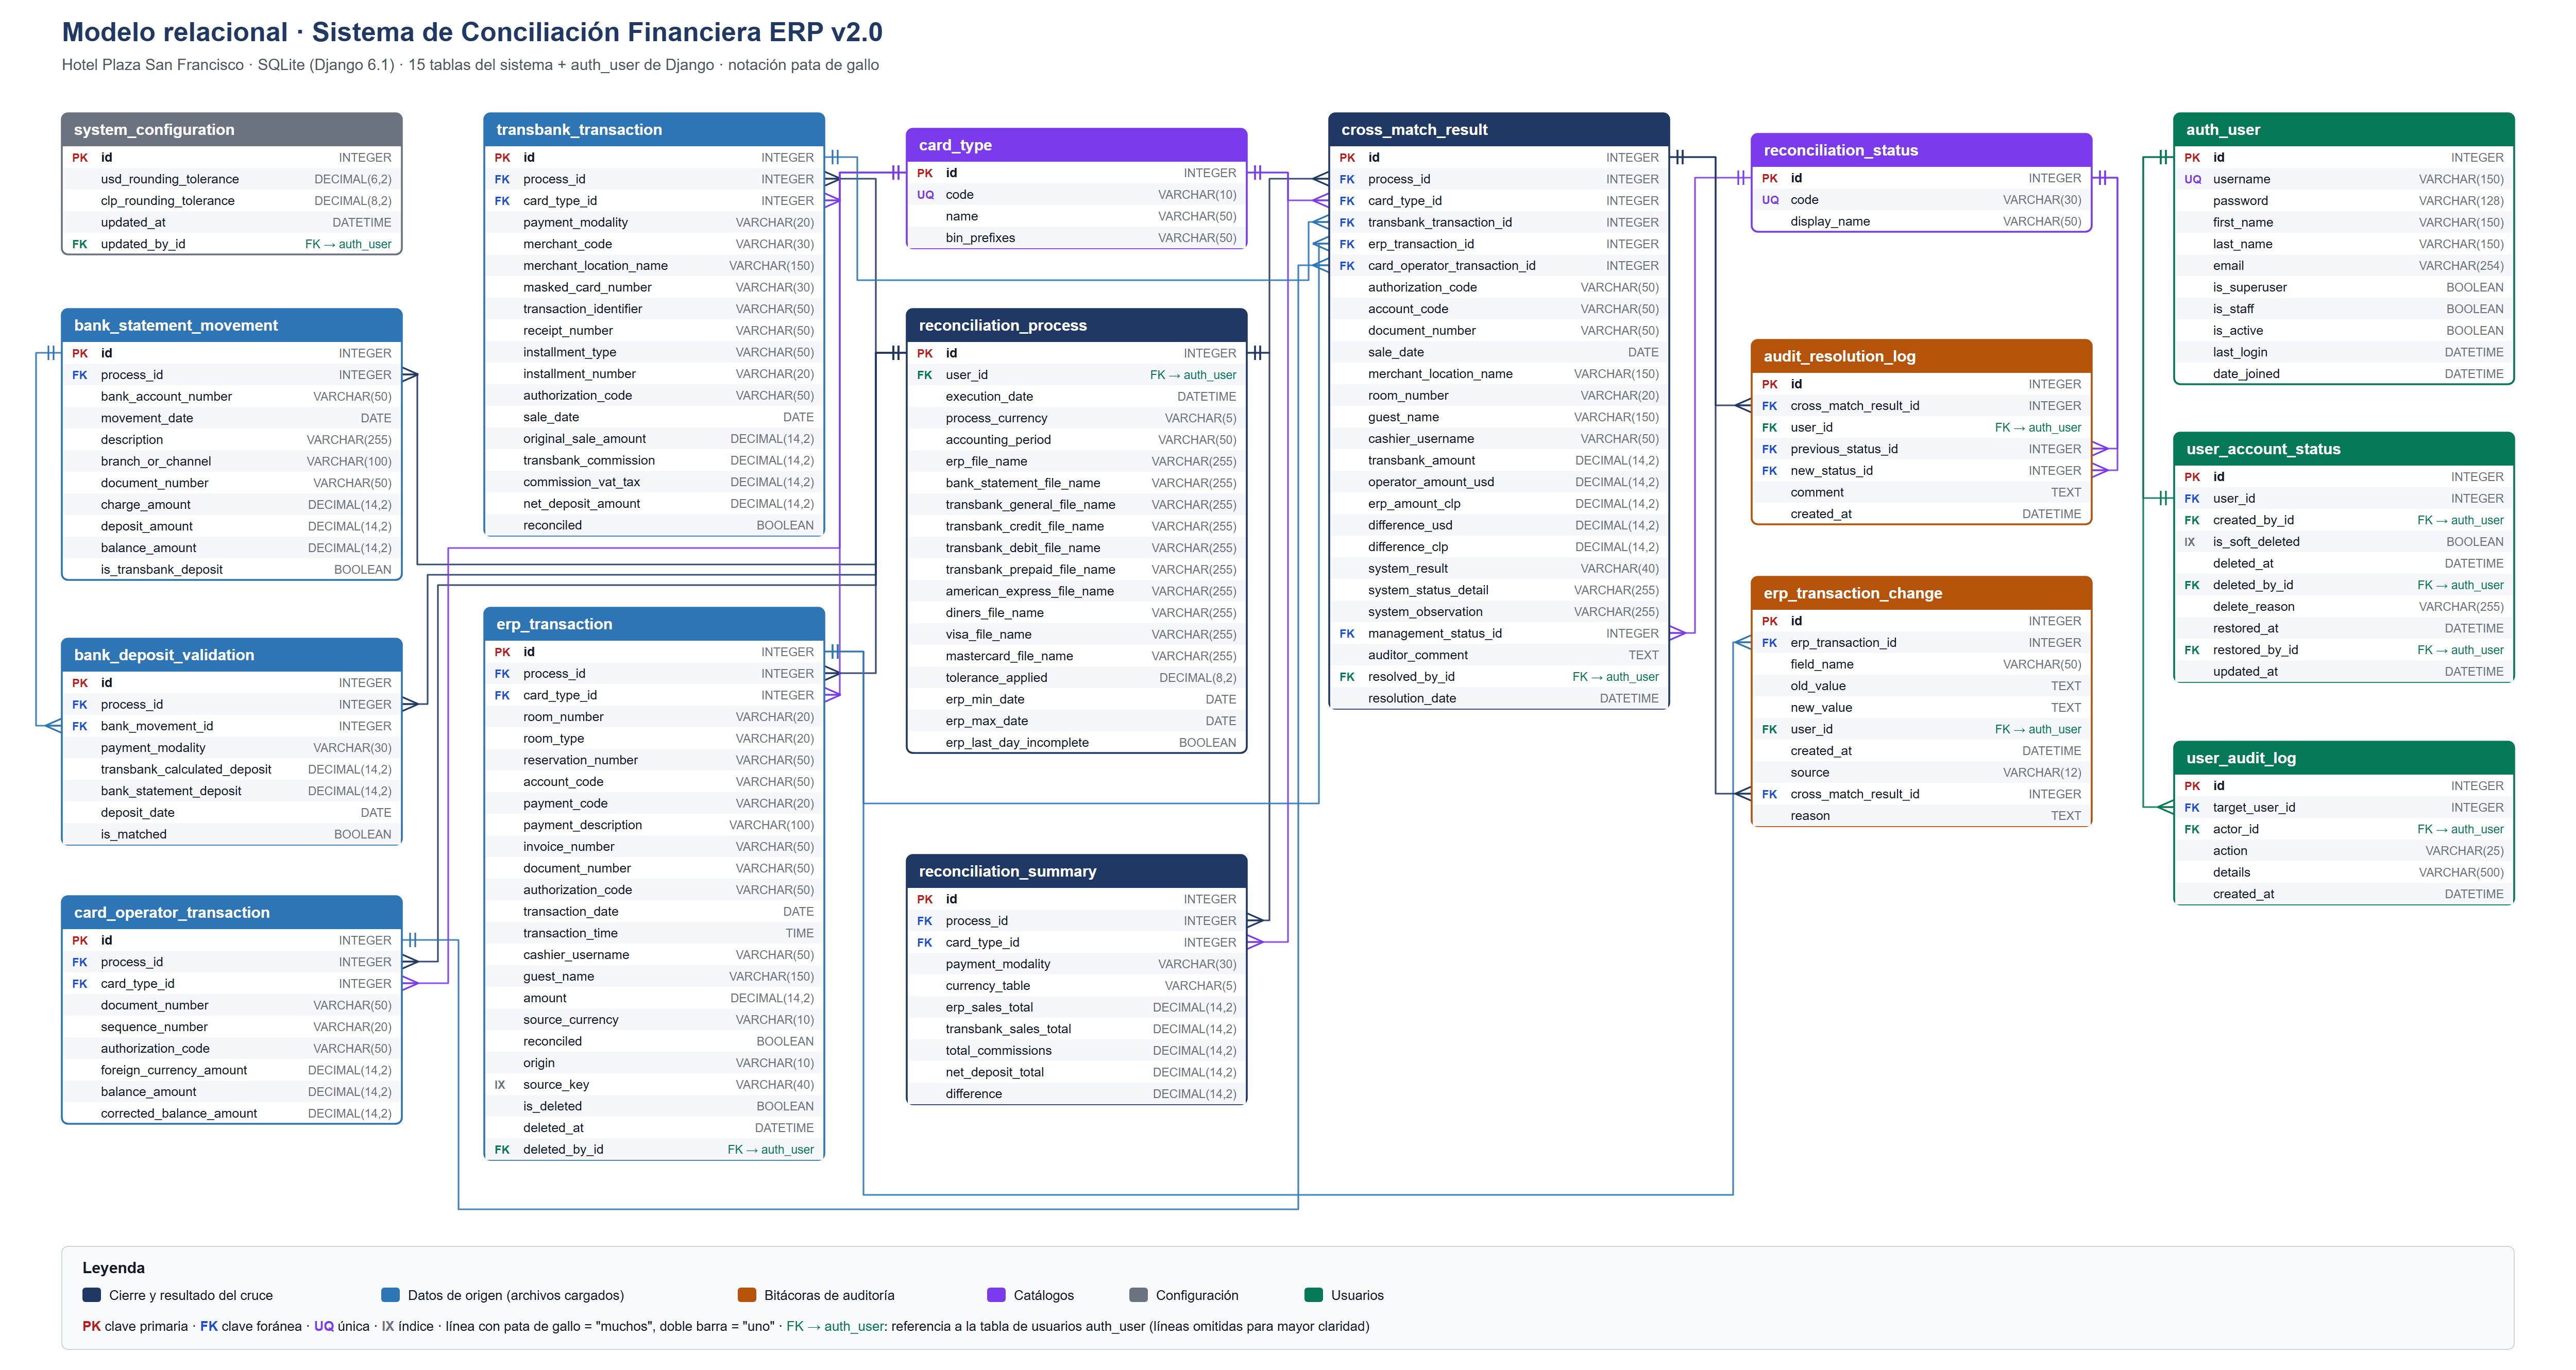 Modelo relacional · Sistema de Conciliación Financiera ERP v2.0
Hotel Plaza San Francisco · SQLite (Django 6.1) · 15 tablas del sistema + auth_user de Django · notación pata de gallo
system_configuration
PK id INTEGER
usd_rounding_tolerance DECIMAL(6,2)
clp_rounding_tolerance DECIMAL(8,2)
updated_at DATETIME
FK updated_by_id FK → auth_user
bank_statement_movement
PK id INTEGER
FK process_id INTEGER
bank_account_number VARCHAR(50)
movement_date DATE
description VARCHAR(255)
branch_or_channel VARCHAR(100)
document_number VARCHAR(50)
charge_amount DECIMAL(14,2)
deposit_amount DECIMAL(14,2)
balance_amount DECIMAL(14,2)
is_transbank_deposit BOOLEAN
bank_deposit_validation
PK id INTEGER
FK process_id INTEGER
FK bank_movement_id INTEGER
payment_modality VARCHAR(30)
transbank_calculated_deposit DECIMAL(14,2)
bank_statement_deposit DECIMAL(14,2)
deposit_date DATE
is_matched BOOLEAN
card_operator_transaction
PK id INTEGER
FK process_id INTEGER
FK card_type_id INTEGER
document_number VARCHAR(50)
sequence_number VARCHAR(20)
authorization_code VARCHAR(50)
foreign_currency_amount DECIMAL(14,2)
balance_amount DECIMAL(14,2)
corrected_balance_amount DECIMAL(14,2)
transbank_transaction
PK id INTEGER
FK process_id INTEGER
FK card_type_id INTEGER
payment_modality VARCHAR(20)
merchant_code VARCHAR(30)
merchant_location_name VARCHAR(150)
masked_card_number VARCHAR(30)
transaction_identifier VARCHAR(50)
receipt_number VARCHAR(50)
installment_type VARCHAR(50)
installment_number VARCHAR(20)
authorization_code VARCHAR(50)
sale_date DATE
original_sale_amount DECIMAL(14,2)
transbank_commission DECIMAL(14,2)
commission_vat_tax DECIMAL(14,2)
net_deposit_amount DECIMAL(14,2)
reconciled BOOLEAN
erp_transaction
PK id INTEGER
FK process_id INTEGER
FK card_type_id INTEGER
room_number VARCHAR(20)
room_type VARCHAR(20)
reservation_number VARCHAR(50)
account_code VARCHAR(50)
payment_code VARCHAR(20)
payment_description VARCHAR(100)
invoice_number VARCHAR(50)
document_number VARCHAR(50)
authorization_code VARCHAR(50)
transaction_date DATE
transaction_time TIME
cashier_username VARCHAR(50)
guest_name VARCHAR(150)
amount DECIMAL(14,2)
source_currency VARCHAR(10)
reconciled BOOLEAN
origin VARCHAR(10)
IX source_key VARCHAR(40)
is_deleted BOOLEAN
deleted_at DATETIME
FK deleted_by_id FK → auth_user
card_type
PK id INTEGER
UQ code VARCHAR(10)
name VARCHAR(50)
bin_prefixes VARCHAR(50)
reconciliation_process
PK id INTEGER
FK user_id FK → auth_user
execution_date DATETIME
process_currency VARCHAR(5)
accounting_period VARCHAR(50)
erp_file_name VARCHAR(255)
bank_statement_file_name VARCHAR(255)
transbank_general_file_name VARCHAR(255)
transbank_credit_file_name VARCHAR(255)
transbank_debit_file_name VARCHAR(255)
transbank_prepaid_file_name VARCHAR(255)
american_express_file_name VARCHAR(255)
diners_file_name VARCHAR(255)
visa_file_name VARCHAR(255)
mastercard_file_name VARCHAR(255)
tolerance_applied DECIMAL(8,2)
erp_min_date DATE
erp_max_date DATE
erp_last_day_incomplete BOOLEAN
reconciliation_summary
PK id INTEGER
FK process_id INTEGER
FK card_type_id INTEGER
payment_modality VARCHAR(30)
currency_table VARCHAR(5)
erp_sales_total DECIMAL(14,2)
transbank_sales_total DECIMAL(14,2)
total_commissions DECIMAL(14,2)
net_deposit_total DECIMAL(14,2)
difference DECIMAL(14,2)
cross_match_result
PK id INTEGER
FK process_id INTEGER
FK card_type_id INTEGER
FK transbank_transaction_id INTEGER
FK erp_transaction_id INTEGER
FK card_operator_transaction_id INTEGER
authorization_code VARCHAR(50)
account_code VARCHAR(50)
document_number VARCHAR(50)
sale_date DATE
merchant_location_name VARCHAR(150)
room_number VARCHAR(20)
guest_name VARCHAR(150)
cashier_username VARCHAR(50)
transbank_amount DECIMAL(14,2)
operator_amount_usd DECIMAL(14,2)
erp_amount_clp DECIMAL(14,2)
difference_usd DECIMAL(14,2)
difference_clp DECIMAL(14,2)
system_result VARCHAR(40)
system_status_detail VARCHAR(255)
system_observation VARCHAR(255)
FK management_status_id INTEGER
auditor_comment TEXT
FK resolved_by_id FK → auth_user
resolution_date DATETIME
reconciliation_status
PK id INTEGER
UQ code VARCHAR(30)
display_name VARCHAR(50)
audit_resolution_log
PK id INTEGER
FK cross_match_result_id INTEGER
FK user_id FK → auth_user
FK previous_status_id INTEGER
FK new_status_id INTEGER
comment TEXT
created_at DATETIME
erp_transaction_change
PK id INTEGER
FK erp_transaction_id INTEGER
field_name VARCHAR(50)
old_value TEXT
new_value TEXT
FK user_id FK → auth_user
created_at DATETIME
source VARCHAR(12)
FK cross_match_result_id INTEGER
reason TEXT
auth_user
PK id INTEGER
UQ username VARCHAR(150)
password VARCHAR(128)
first_name VARCHAR(150)
last_name VARCHAR(150)
email VARCHAR(254)
is_superuser BOOLEAN
is_staff BOOLEAN
is_active BOOLEAN
last_login DATETIME
date_joined DATETIME
user_account_status
PK id INTEGER
FK user_id INTEGER
FK created_by_id FK → auth_user
IX is_soft_deleted BOOLEAN
deleted_at DATETIME
FK deleted_by_id FK → auth_user
delete_reason VARCHAR(255)
restored_at DATETIME
FK restored_by_id FK → auth_user
updated_at DATETIME
user_audit_log
PK id INTEGER
FK target_user_id INTEGER
FK actor_id FK → auth_user
action VARCHAR(25)
details VARCHAR(500)
created_at DATETIME
Leyenda
Cierre y resultado del cruce Datos de origen (archivos cargados) Bitácoras de auditoría Catálogos Configuración Usuarios
PK clave primaria · FK clave foránea · UQ única · IX índice · línea con pata de gallo = "muchos", doble barra = "uno" · FK → auth_user: referencia a la tabla de usuarios auth_user (líneas omitidas para mayor claridad)